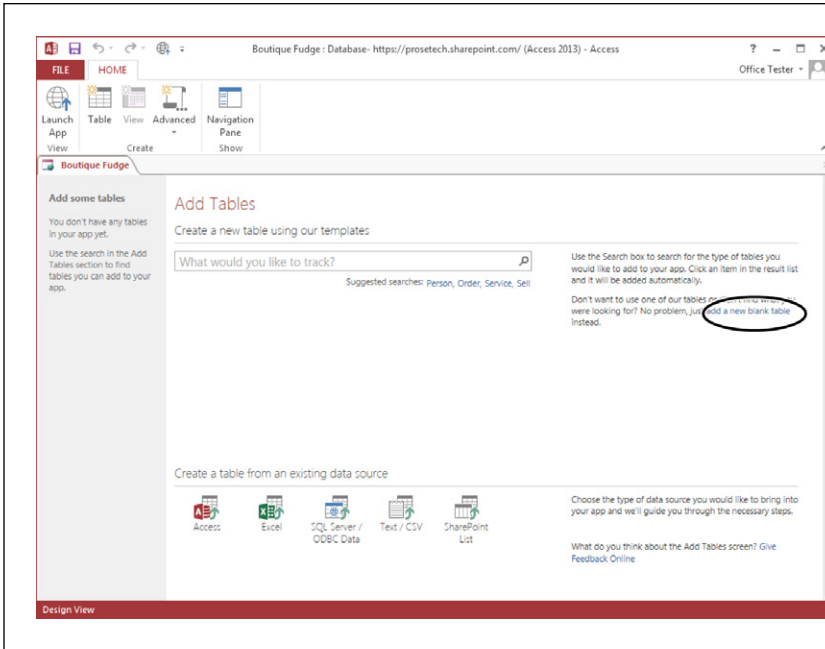 Boutique Fudge : Database- https://prosetech.sharepoint.com/ (Access 2013) - Access
FILE HOME
Office Tester
Launch App
Table
View
Advanced
Navigation Pane
View
Create
Show
Boutique Fudge
Add some tables
You don't have any tables
in your app yet.
Use the search in the Add
Tables section to find
tables you can add to your
app.
Add Tables
Create a new table using our templates
What would you like to track?
Suggested searches: Person, Order, Service, Sell
Use the Search box to search for the type of tables you
would like to add to your app. Click an item in the result list
and it will be added automatically.
Don't want to use one of our tables or didn't find what you
were looking for? No problem, just add a new blank table
instead.
Create a table from an existing data source
Access
Excel
SQL Server /
ODBC Data
Text / CSV
SharePoint
List
Choose the type of data source you would like to bring into
your app and we'll guide you through the necessary steps.
What do you think about the Add Tables screen? Give
Feedback Online
Design View